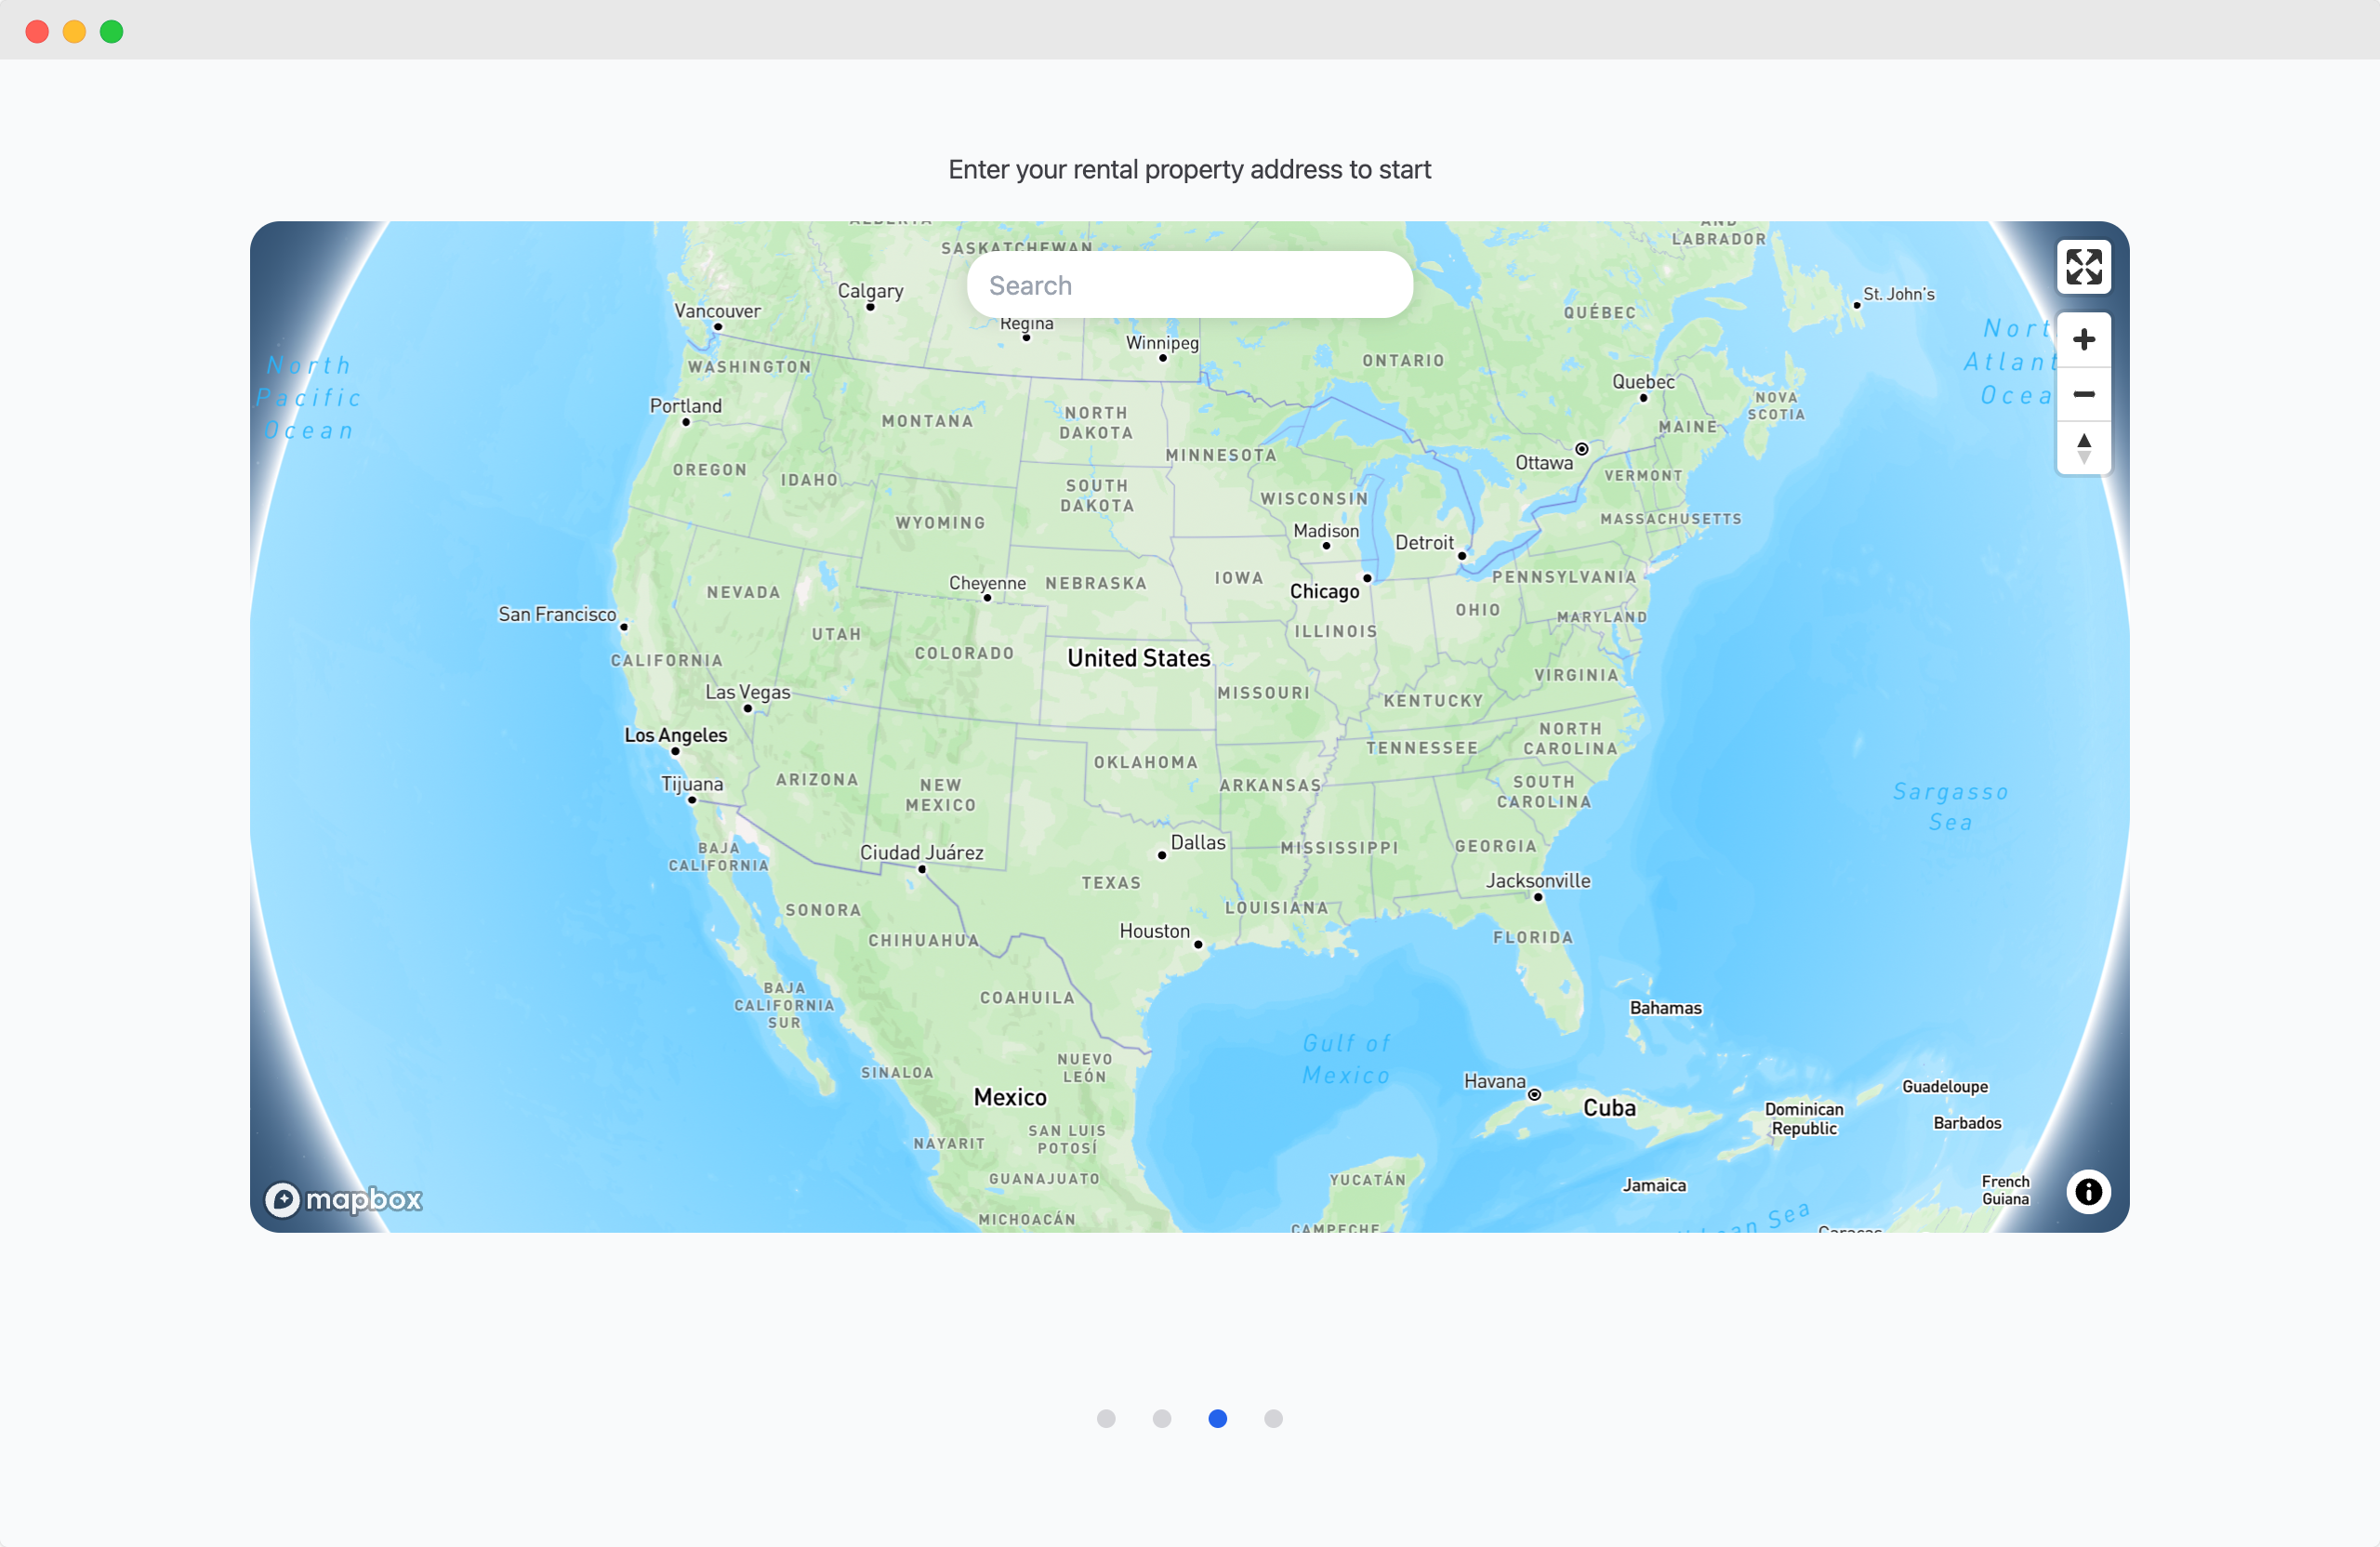 Enter your rental property address to start
ALBERTA
SASKATCHEWAN
AND
LABRADOR
Search
Calgary
Vancouver
Regina
Winnipeg
QUÉBEC
St. John's
North
Pacific
Ocean
WASHINGTON
ONTARIO
Nort
Atlant
Ocea
Portland
MONTANA
NORTH
DAKOTA
Quebec
NOVA
SCOTIA
MAINE
MINNESOTA
OREGON
IDAHO
Ottawa
VERMONT
SOUTH
DAKOTA
WISCONSIN
WYOMING
Madison
Detroit
MASSACHUSETTS
Cheyenne
NEBRASKA
IOWA
Chicago
PENNSYLVANIA
NEVADA
OHIO
San Francisco
UTAH
ILLINOIS
MARYLAND
CALIFORNIA
COLORADO
United States
VIRGINIA
Las Vegas
MISSOURI
KENTUCKY
Los Angeles
TENNESSEE
NORTH
CAROLINA
Tijuana
ARIZONA
NEW
MEXICO
OKLAHOMA
ARKANSAS
SOUTH
CAROLINA
Sargasso
Sea
BAJA
CALIFORNIA
Ciudad Juárez
Dallas
MISSISSIPPI
GEORGIA
TEXAS
Jacksonville
SONORA
LOUISIANA
CHIHUAHUA
Houston
FLORIDA
BAJA
CALIFORNIA
SUR
COAHUILA
Bahamas
Gulf of
Mexico
SINALOA
NUEVO
LEÓN
Havana
Mexico
Cuba
Guadeloupe
Dominican
Republic
Barbados
NAYARIT
SAN LUIS
POTOSÍ
GUANAJUATO
YUCATÁN
Jamaica
French
Guiana
mapbox
MICHOACÁN
CAMPECHE
Sea
Caracas